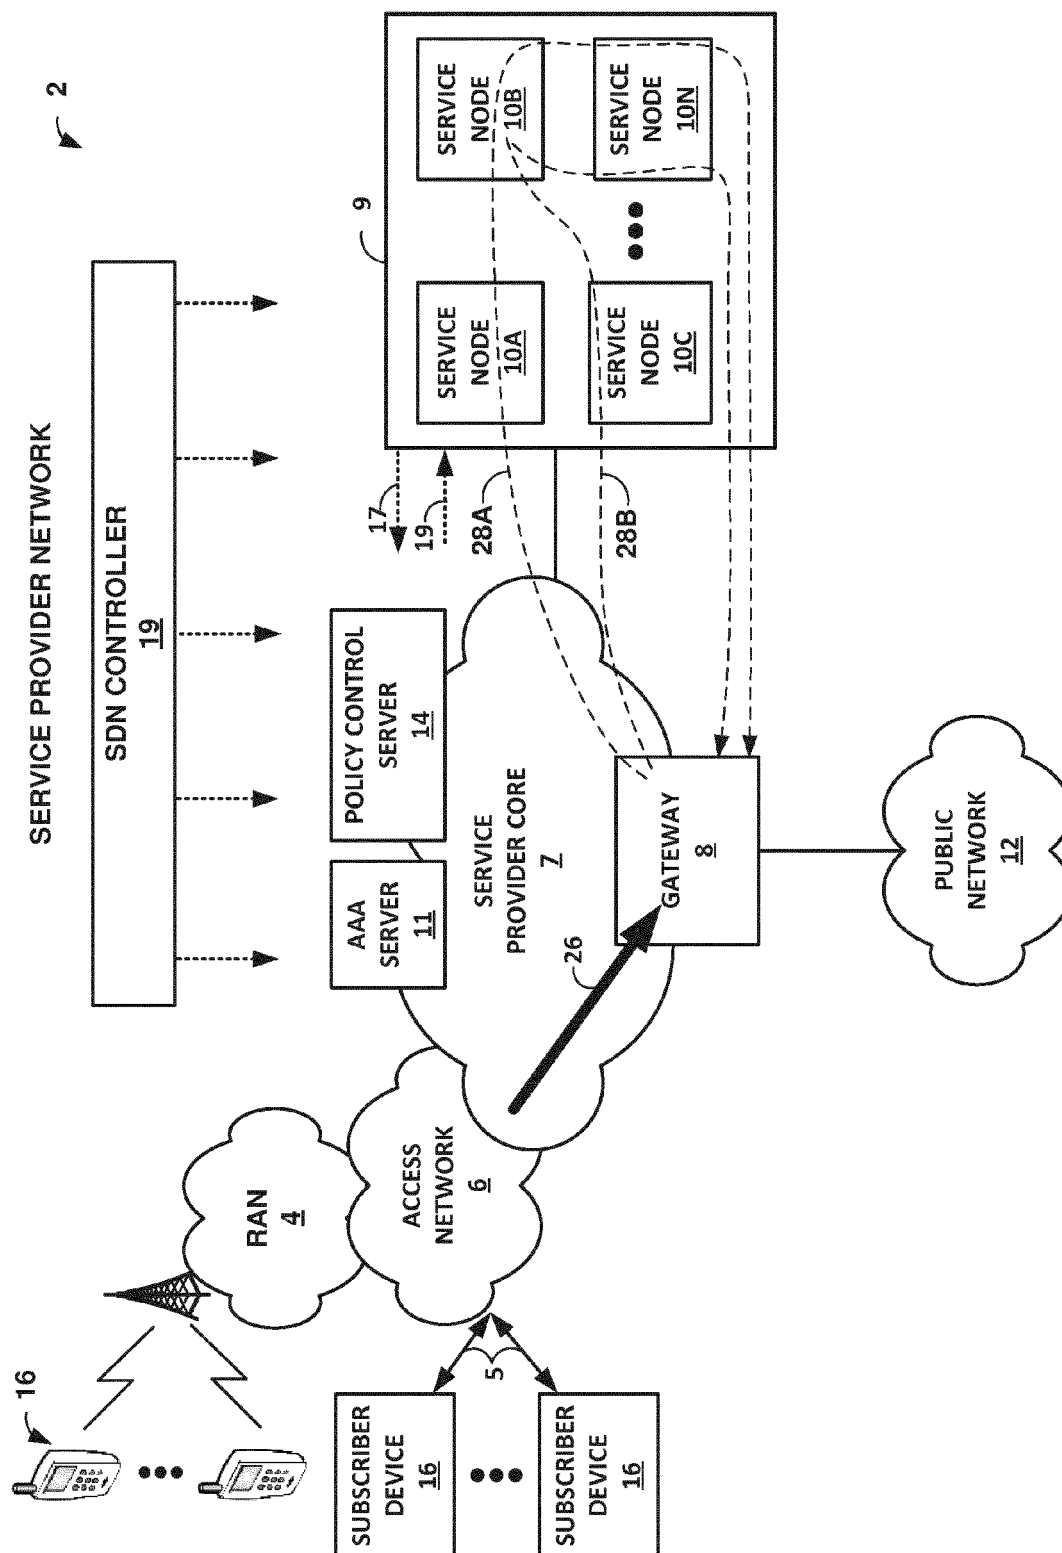 SERVICE PROVIDER NETWORK
2
SDN CONTROLLER
19
16
RAN
4
AAA
SERVER
11
POLICY CONTROL
SERVER
14
17
19
9
SERVICE
NODE
10A
SERVICE
NODE
10B
SERVICE
NODE
10C
SERVICE
NODE
10N
28A
28B
ACCESS
NETWORK
6
SERVICE
PROVIDER CORE
7
5
SUBSCRIBER
DEVICE
16
SUBSCRIBER
DEVICE
16
26
GATEWAY
8
PUBLIC
NETWORK
12